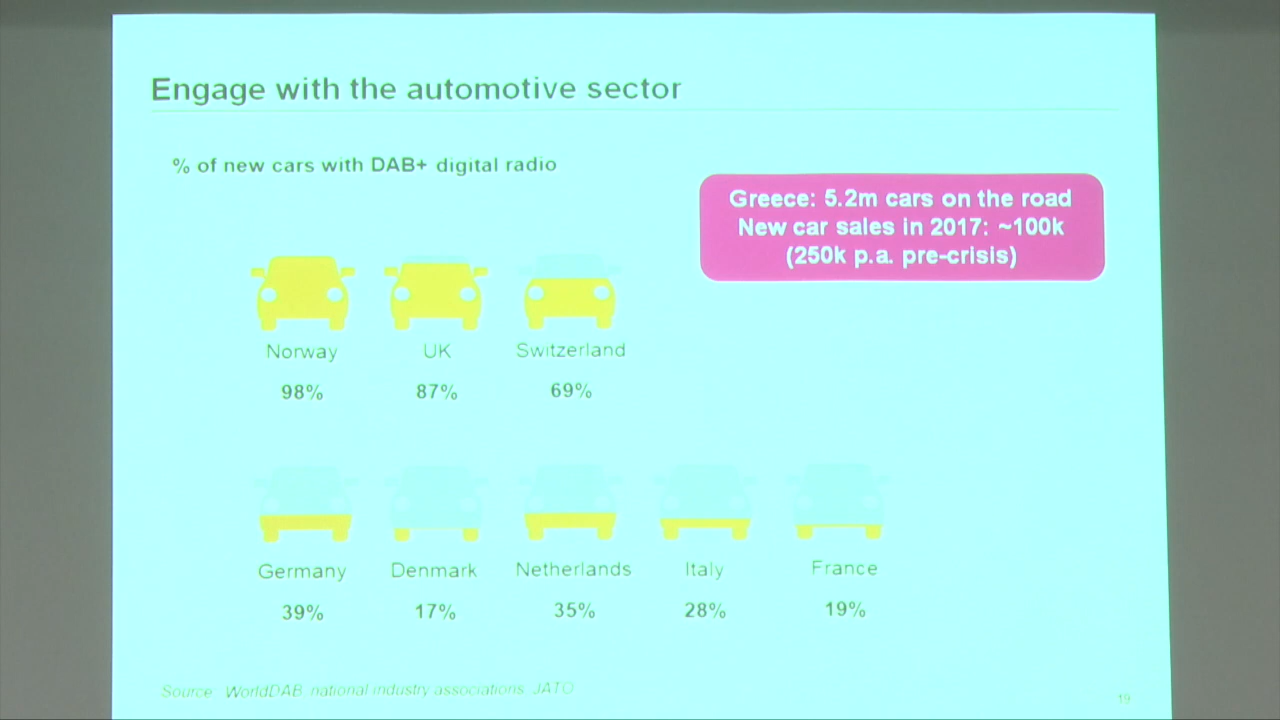 Engage with the automotive sector
% of new cars with DAB+ digital radio
Greece: 5.2m cars on the road
New car sales in 2017: ~100k
(250k p.a. pre-crisis)
Norway UK Switzerland
98% 87% 69%
Germany Denmark Netherlands Italy France
39% 17% 35% 28% 19%
Source: WorldDAB, national industry associations, JATO
19